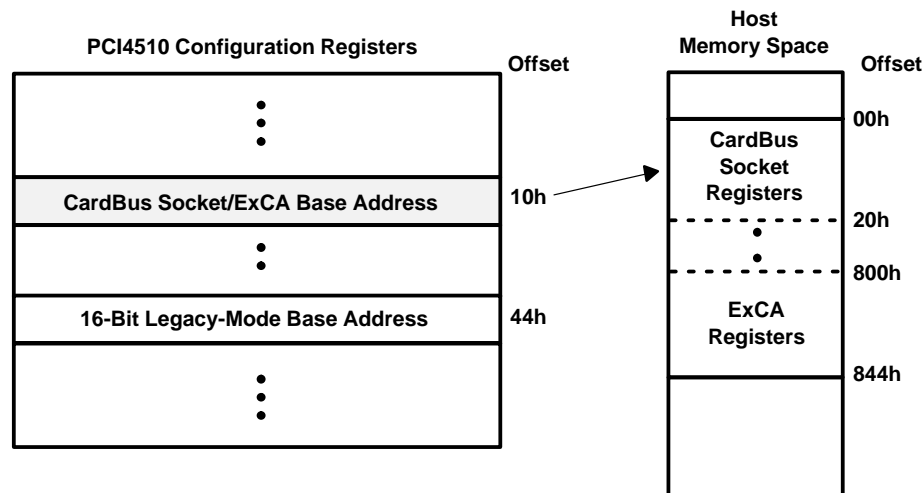 PCI4510 Configuration Registers
Offset
CardBus Socket/ExCA Base Address
10h
16-Bit Legacy-Mode Base Address
44h
Host
Memory Space
Offset
00h
CardBus
Socket
Registers
20h
800h
ExCA
Registers
844h